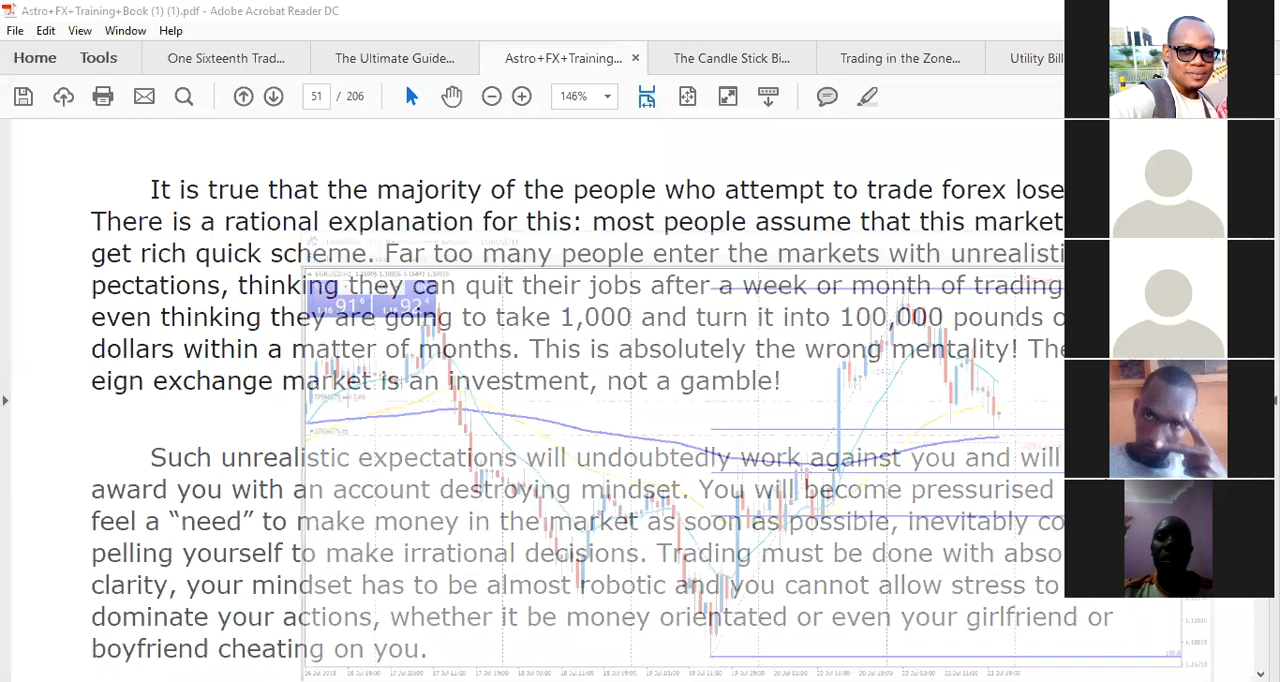 Astro+FX+Training+Book (1) (1).pdf - Adobe Acrobat Reader DC
File Edit View Window Help
Home Tools One Sixteenth Trad... The Ultimate Guide... Astro+FX+Training... × The Candle Stick Bi... Trading in the Zone... Utility Bill
51 / 206 146%
It is true that the majority of the people who attempt to trade forex lose
There is a rational explanation for this: most people assume that this market
get rich quick scheme. Far too many people enter the markets with unrealisti
pectations, thinking they can quit their jobs after a week or month of trading
even thinking they are going to take 1,000 and turn it into 100,000 pounds o
dollars within a matter of months. This is absolutely the wrong mentality! The
eign exchange market is an investment, not a gamble!
Such unrealistic expectations will undoubtedly work against you and will
award you with an account destroying mindset. You will become pressurised
feel a “need” to make money in the market as soon as possible, inevitably co
pelling yourself to make irrational decisions. Trading must be done with abso
clarity, your mindset has to be almost robotic and you cannot allow stress to
dominate your actions, whether it be money orientated or even your girlfriend or
boyfriend cheating on you.